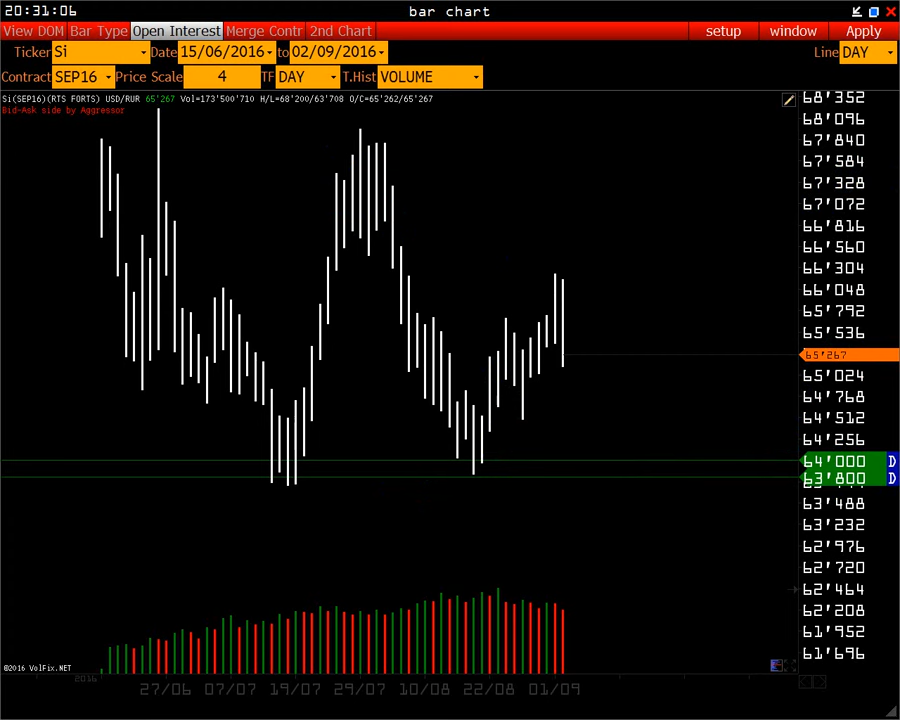 20:31:06 bar chart
View DOM Bar Type Open Interest Merge Contr 2nd Chart setup window Apply
Ticker Si Date 15/06/2016 to 02/09/2016 Line DAY
Contract SEP16 Price Scale 4 TF DAY T.Hist VOLUME
Si(SEP16)(RTS FORTS) USD/RUR 65'267 Vol=173'500'710 H/L=68'200/63'708 O/C=65'262/65'267
Bid-Ask side by Aggressor
68'352
68'096
67'840
67'584
67'328
67'072
66'816
66'560
66'304
66'048
65'792
65'536
65'267
65'024
64'768
64'512
64'256
64'000 D
63'800 D
63'488
63'232
62'976
62'720
62'464
62'208
61'952
61'696
©2016 VolFix.NET
2016
27/06 07/07 19/07 29/07 10/08 22/08 01/09